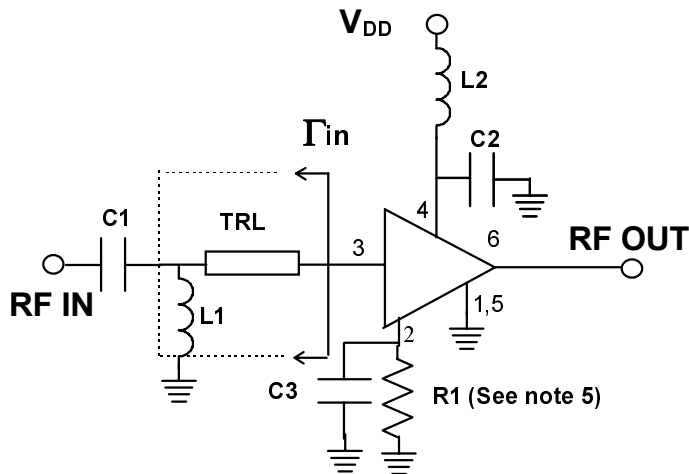 VDD
L2
Γin
C2
C1
TRL
4
3
6
RF OUT
RF IN
L1
1,5
2
C3
R1 (See note 5)